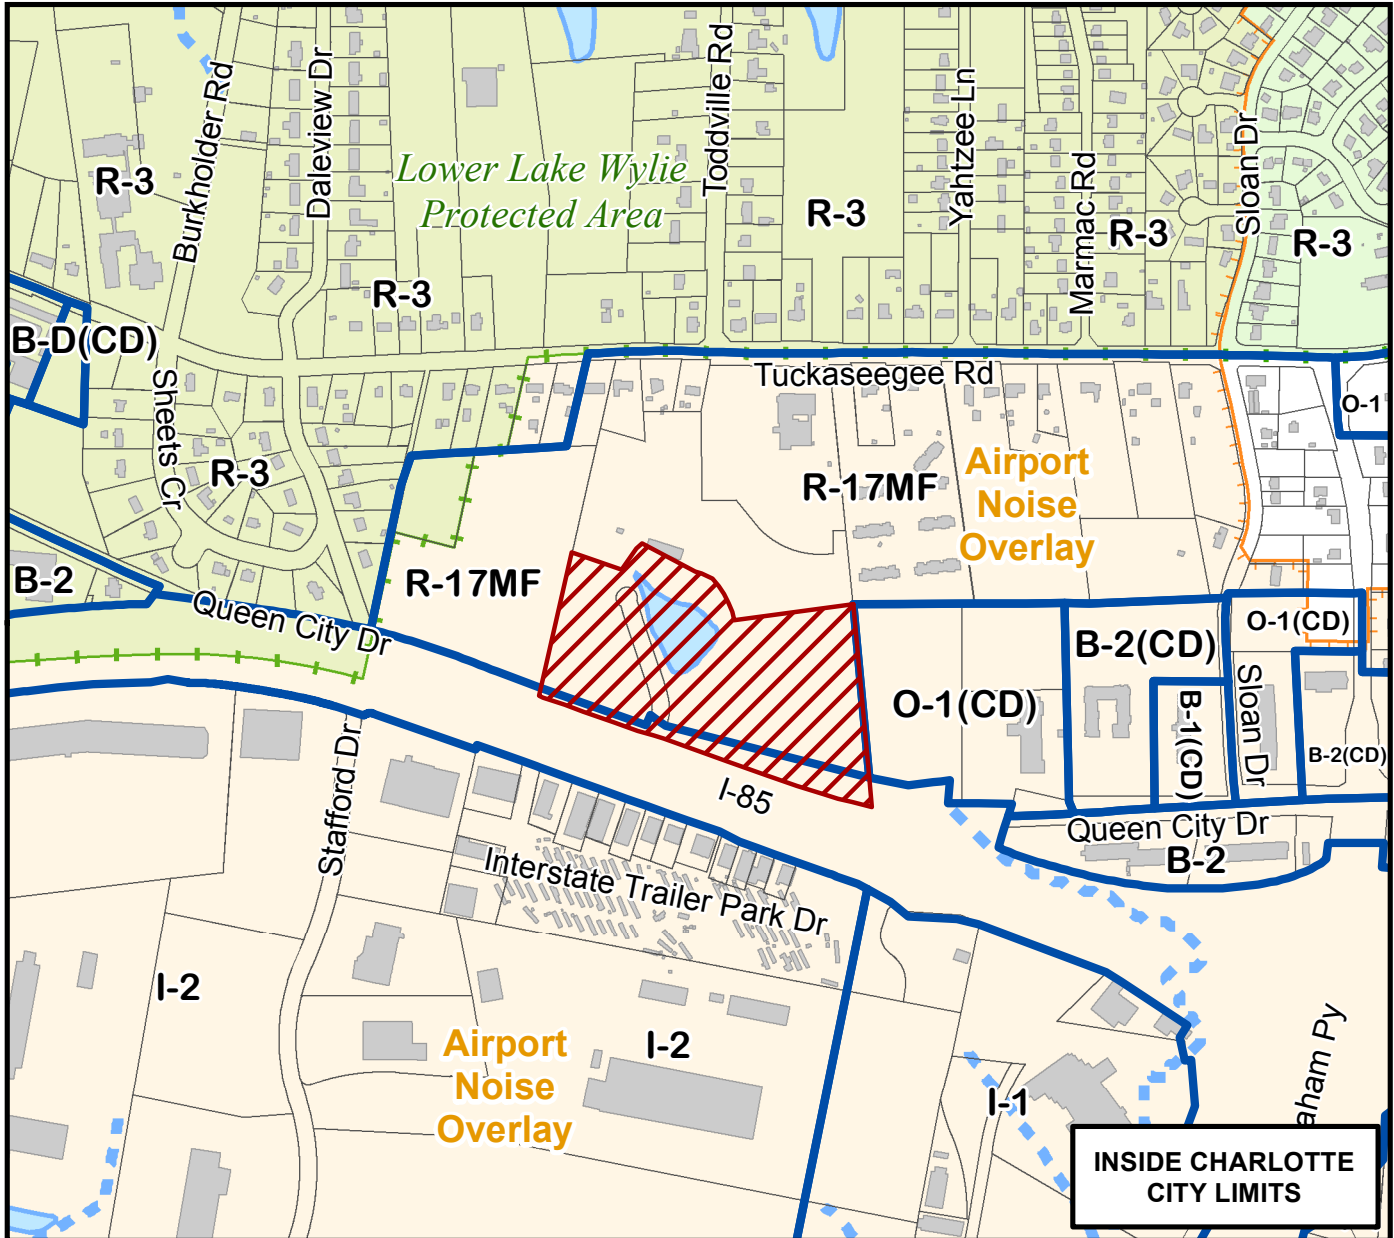 Burkholder Rd
Daleview Dr
Toddville Rd
Yahtzee Ln
Marmac Rd
Sloan Dr
R-3
Lower Lake Wylie
Protected Area
R-3
R-3
R-3
R-3
B-D(CD)
Tuckaseegee Rd
O-1
Sheets Cr
R-3
R-17MF
Airport
Noise
Overlay
B-2
R-17MF
Queen City Dr
O-1(CD)
B-2(CD)
O-1(CD)
Sloan Dr
B-1(CD)
B-2(CD)
I-85
Stafford Dr
Queen City Dr
B-2
Interstate Trailer Park Dr
I-2
I-2
Airport
Noise
Overlay
I-1
aham Py
INSIDE CHARLOTTE
CITY LIMITS